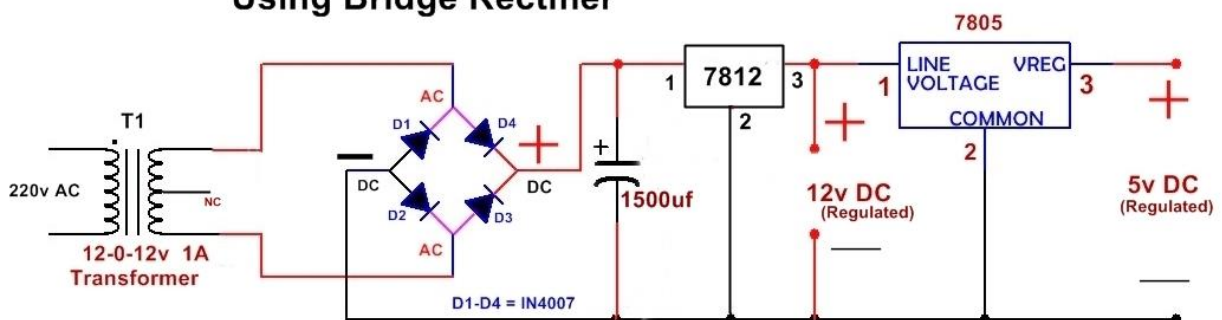 Using Bridge Rectifier
7805
AC
7812
1
3
LINE VREG
VOLTAGE
1
3
T1
D1
D4
+
+
+
COMMON
2
2
220v AC
—
DC
DC
+
NC
1500uf
12v DC
(Regulated)
5v DC
(Regulated)
D2
D3
12-0-12v 1A
Transformer
AC
—
—
D1-D4 = IN4007